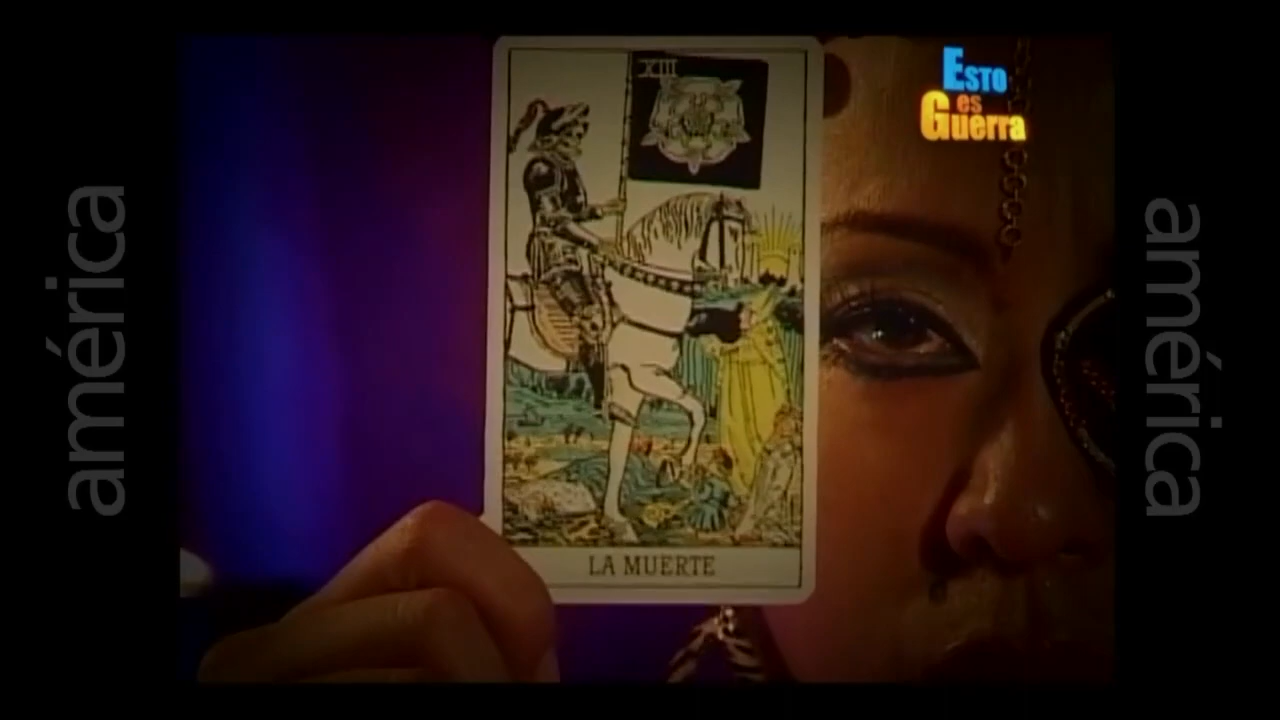 américa
XIII
LA MUERTE
ESTO
es
Guerra
américa